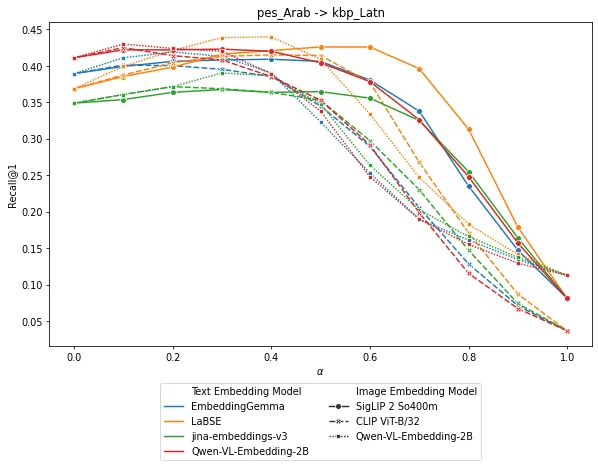 pes_Arab -> kbp_Latn
Recall@1
0.45
0.40
0.35
0.30
0.25
0.20
0.15
0.10
0.05
0.0 0.2 0.4 0.6 0.8 1.0
α
Text Embedding Model
EmbeddingGemma
LaBSE
jina-embeddings-v3
Qwen-VL-Embedding-2B
Image Embedding Model
SigLIP 2 So400m
CLIP ViT-B/32
Qwen-VL-Embedding-2B